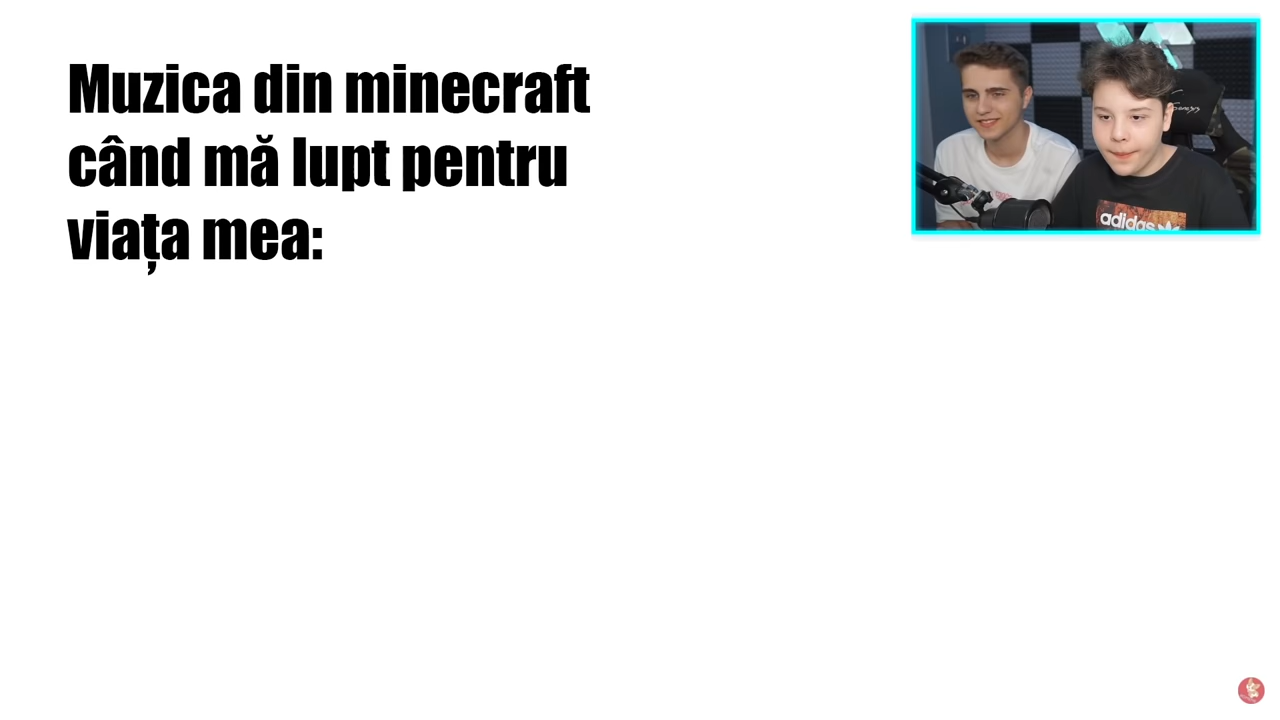 Muzica din minecraft
când mă lupt pentru
viața mea:
adidas